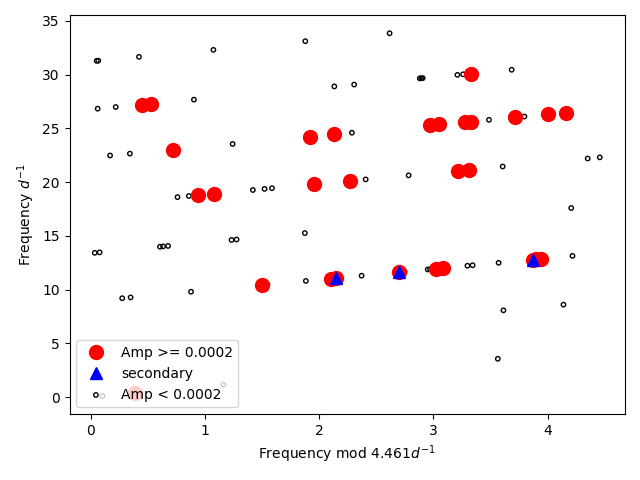 35
30
25
20
15
10
5
0
Frequency d⁻¹
Amp >= 0.0002
secondary
Amp < 0.0002
0 1 2 3 4
Frequency mod 4.461d⁻¹